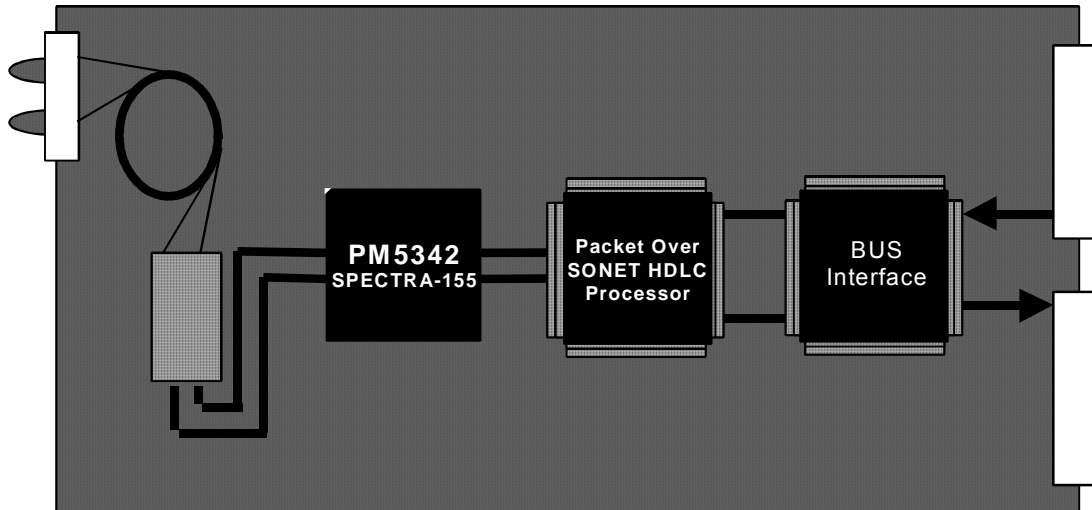 PM5342
SPECTRA-155
Packet Over
SONET HDLC
Processor
BUS
Interface